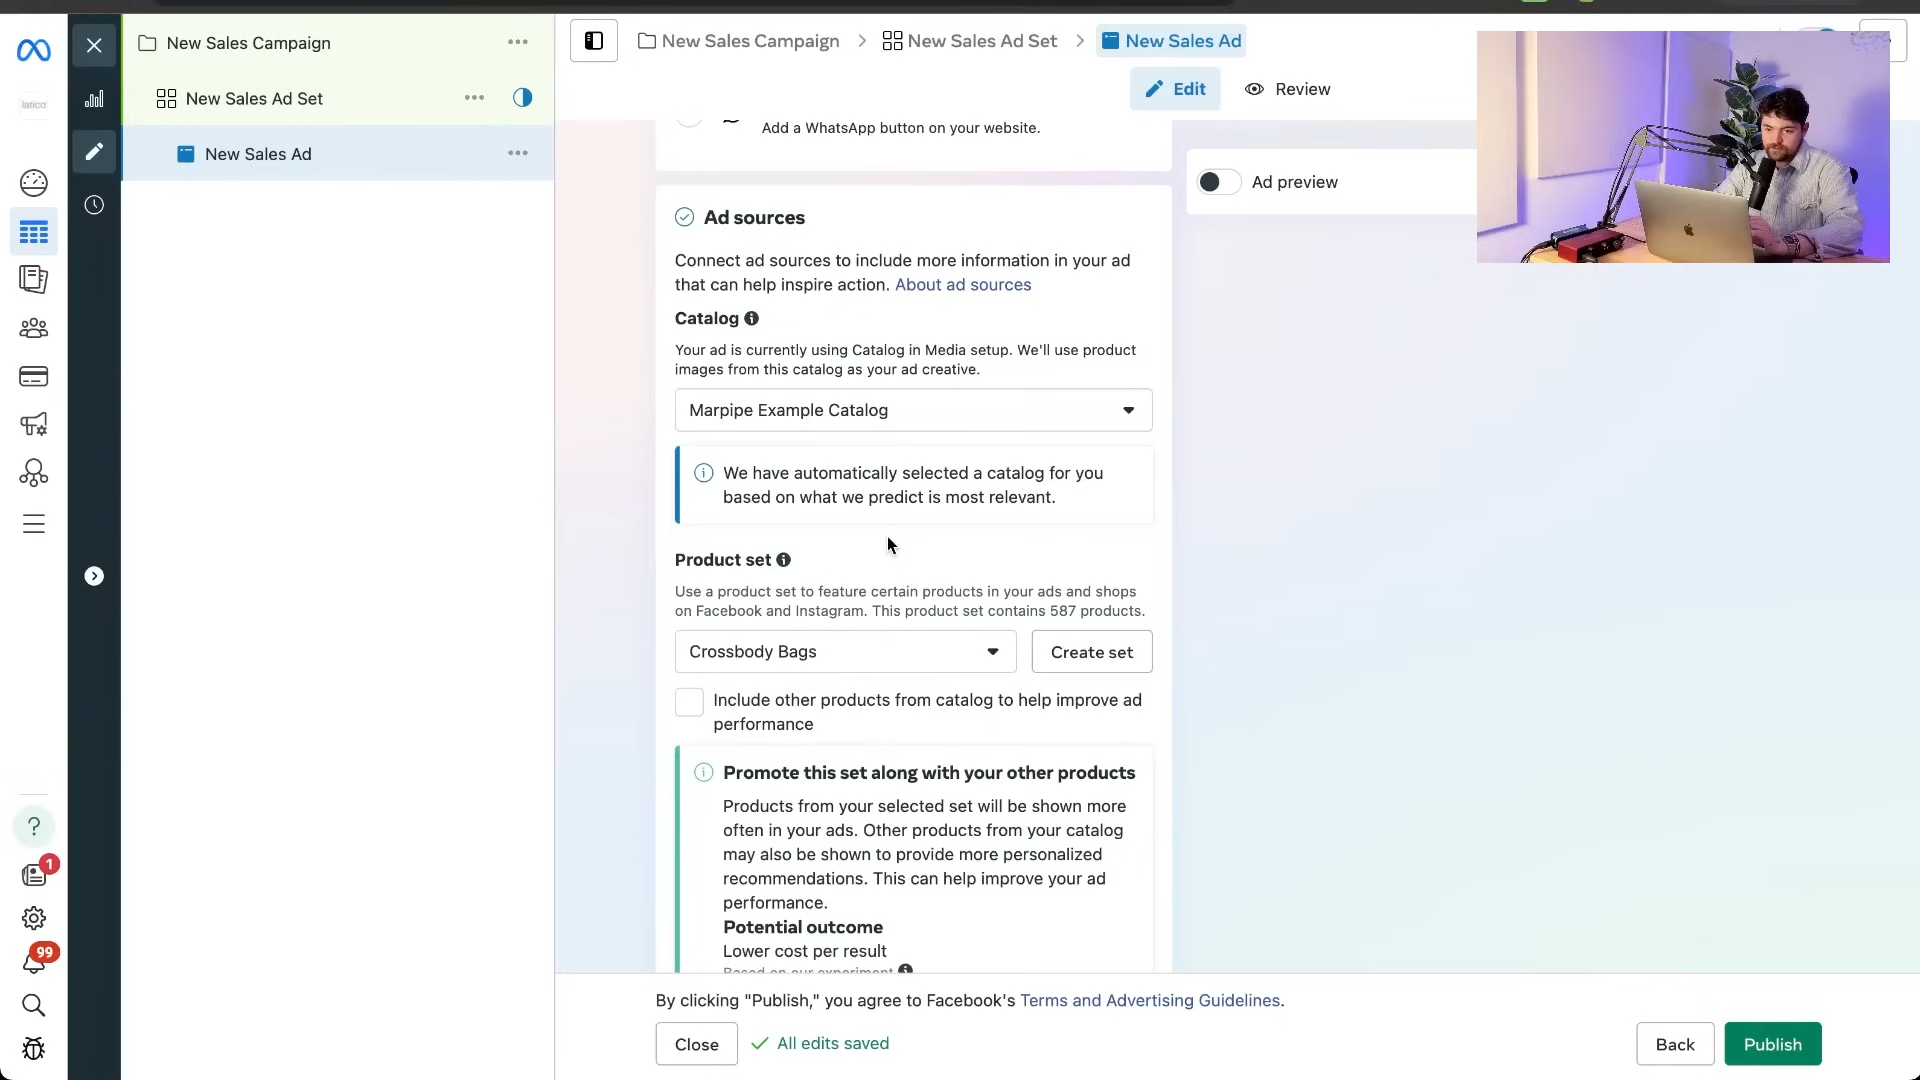 New Sales Campaign
New Sales Ad Set
New Sales Ad
New Sales Campaign
New Sales Ad Set
New Sales Ad
Edit
Review
latico
Add a WhatsApp button on your website.
Ad preview
Ad sources
Connect ad sources to include more information in your ad
that can help inspire action. About ad sources
Catalog
Your ad is currently using Catalog in Media setup. We'll use product
images from this catalog as your ad creative.
Marpipe Example Catalog
We have automatically selected a catalog for you
based on what we predict is most relevant.
Product set
Use a product set to feature certain products in your ads and shops
on Facebook and Instagram. This product set contains 587 products.
Crossbody Bags
Create set
Include other products from catalog to help improve ad
performance
Promote this set along with your other products
Products from your selected set will be shown more
often in your ads. Other products from your catalog
may also be shown to provide more personalized
recommendations. This can help improve your ad
performance.
Potential outcome
Lower cost per result
Based on our experiment
1
99
By clicking "Publish," you agree to Facebook's Terms and Advertising Guidelines.
Close
All edits saved
Back
Publish